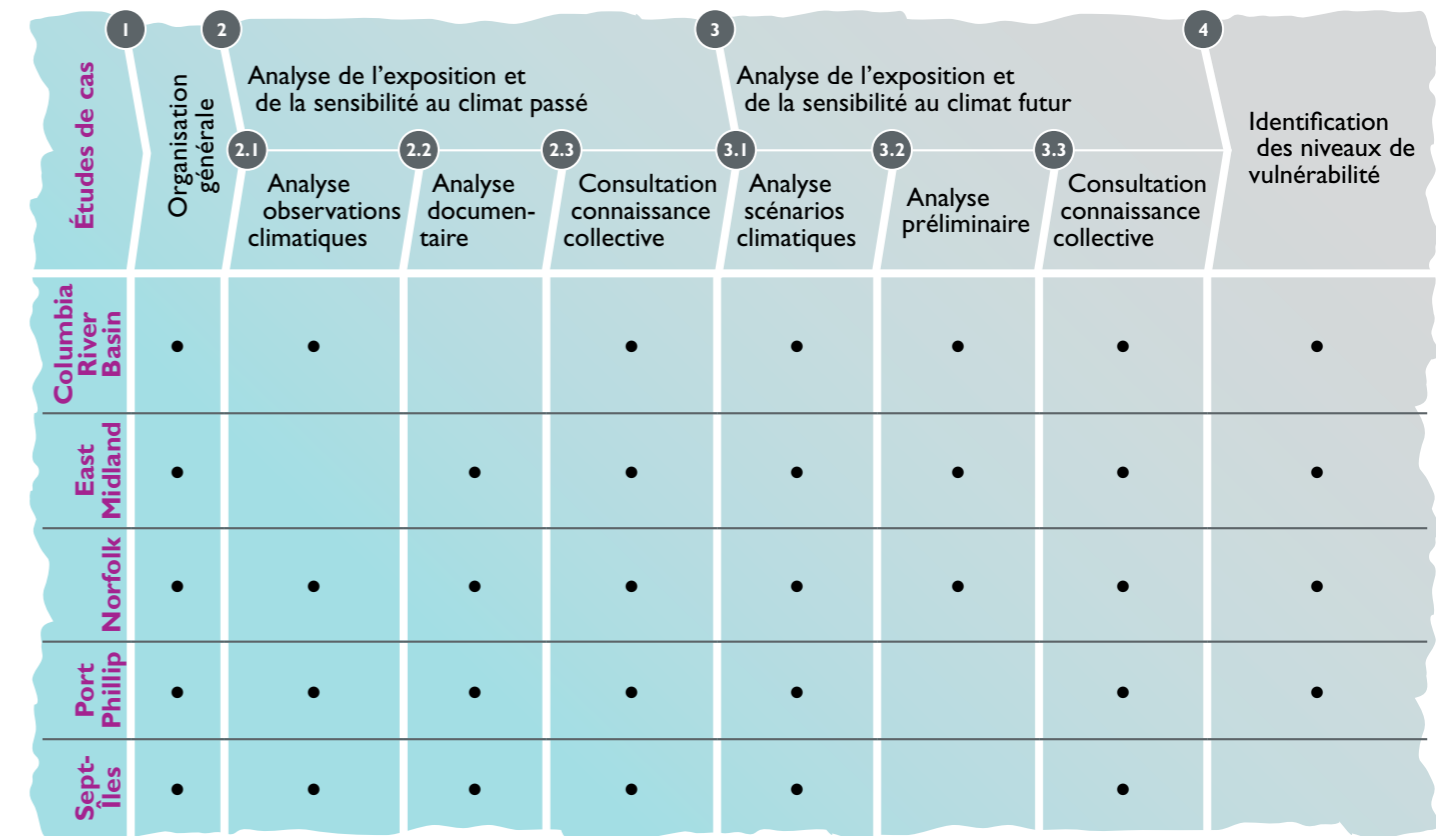 1
2
3
4
Études de cas
Organisation
générale
Analyse de l'exposition et
de la sensibilité au climat passé
Analyse de l'exposition et
de la sensibilité au climat futur
Identification
des niveaux de
vulnérabilité
2.1
2.2
2.3
3.1
3.2
3.3
Analyse
observations
climatiques
Analyse
documen-
taire
Consultation
connaissance
collective
Analyse
scénarios
climatiques
Analyse
préliminaire
Consultation
connaissance
collective
Columbia
River
Basin
• • • • • • •
East
Midland
• • • • • • •
Norfolk
• • • • • • • •
Port
Phillip
• • • • • • •
Sept-
Îles
• • • • • •